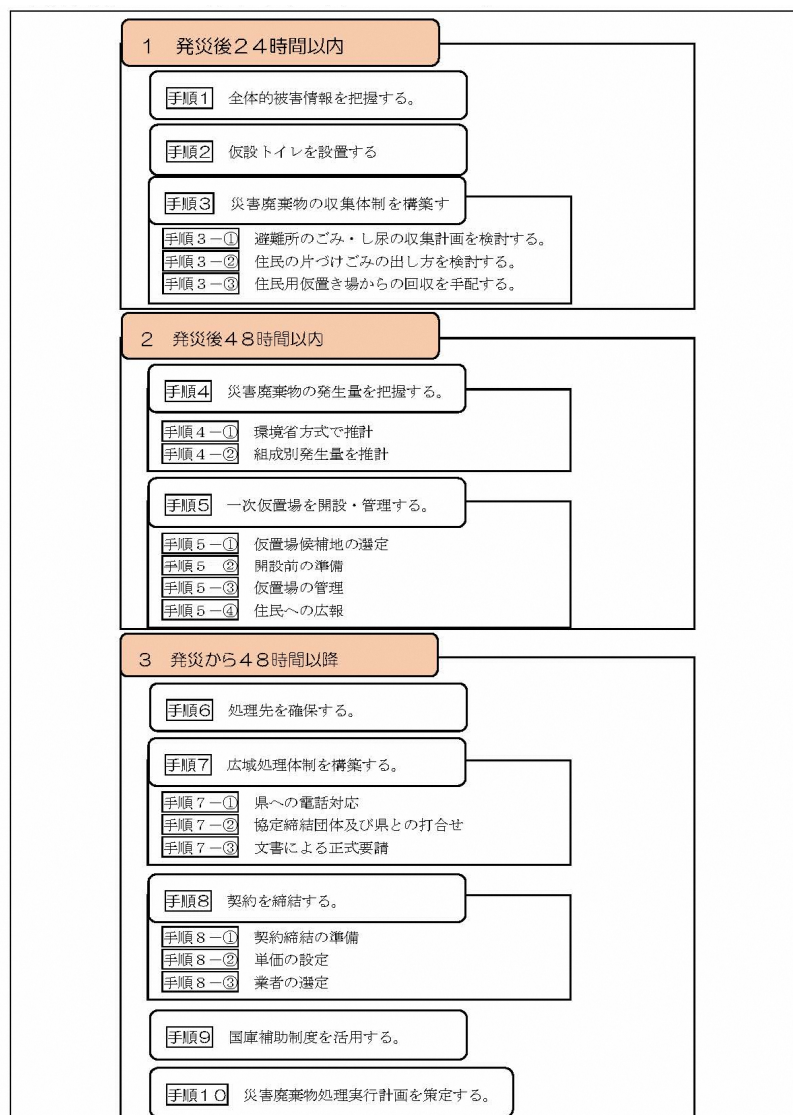 1 発災後24時間以内
手順1 全体的被害情報を把握する。
手順2 仮設トイレを設置する
手順3 災害廃棄物の収集体制を構築す
手順3-① 避難所のごみ・し尿の収集計画を検討する。
手順3-② 住民の片づけごみの出し方を検討する。
手順3-③ 住民用仮置き場からの回収を手配する。
2 発災後48時間以内
手順4 災害廃棄物の発生量を把握する。
手順4-① 環境省方式で推計
手順4-② 組成別発生量を推計
手順5 一次仮置場を開設・管理する。
手順5-① 仮置場候補地の選定
手順5 ② 開設前の準備
手順5-③ 仮置場の管理
手順5-④ 住民への広報
3 発災から48時間以降
手順6 処理先を確保する。
手順7 広域処理体制を構築する。
手順7-① 県への電話対応
手順7-② 協定締結団体及び県との打合せ
手順7-③ 文書による正式要請
手順8 契約を締結する。
手順8-① 契約締結の準備
手順8-② 単価の設定
手順8-③ 業者の選定
手順9 国庫補助制度を活用する。
手順10 災害廃棄物処理実行計画を策定する。